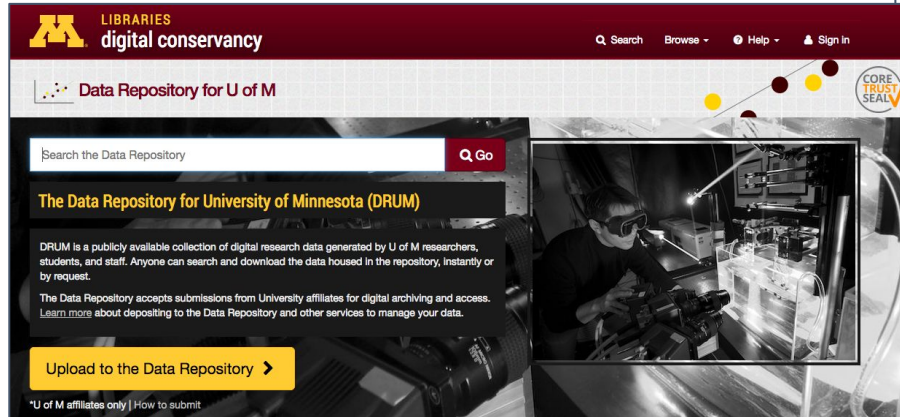 LIBRARIES
digital conservancy
Search Browse Help Sign in
Data Repository for U of M
CORE
TRUST
SEAL
Search the Data Repository
Go
The Data Repository for University of Minnesota (DRUM)
DRUM is a publicly available collection of digital research data generated by U of M researchers,
students, and staff. Anyone can search and download the data housed in the repository, instantly or
by request.
The Data Repository accepts submissions from University affiliates for digital archiving and access.
Learn more about depositing to the Data Repository and other services to manage your data.
Upload to the Data Repository
*U of M affiliates only | How to submit